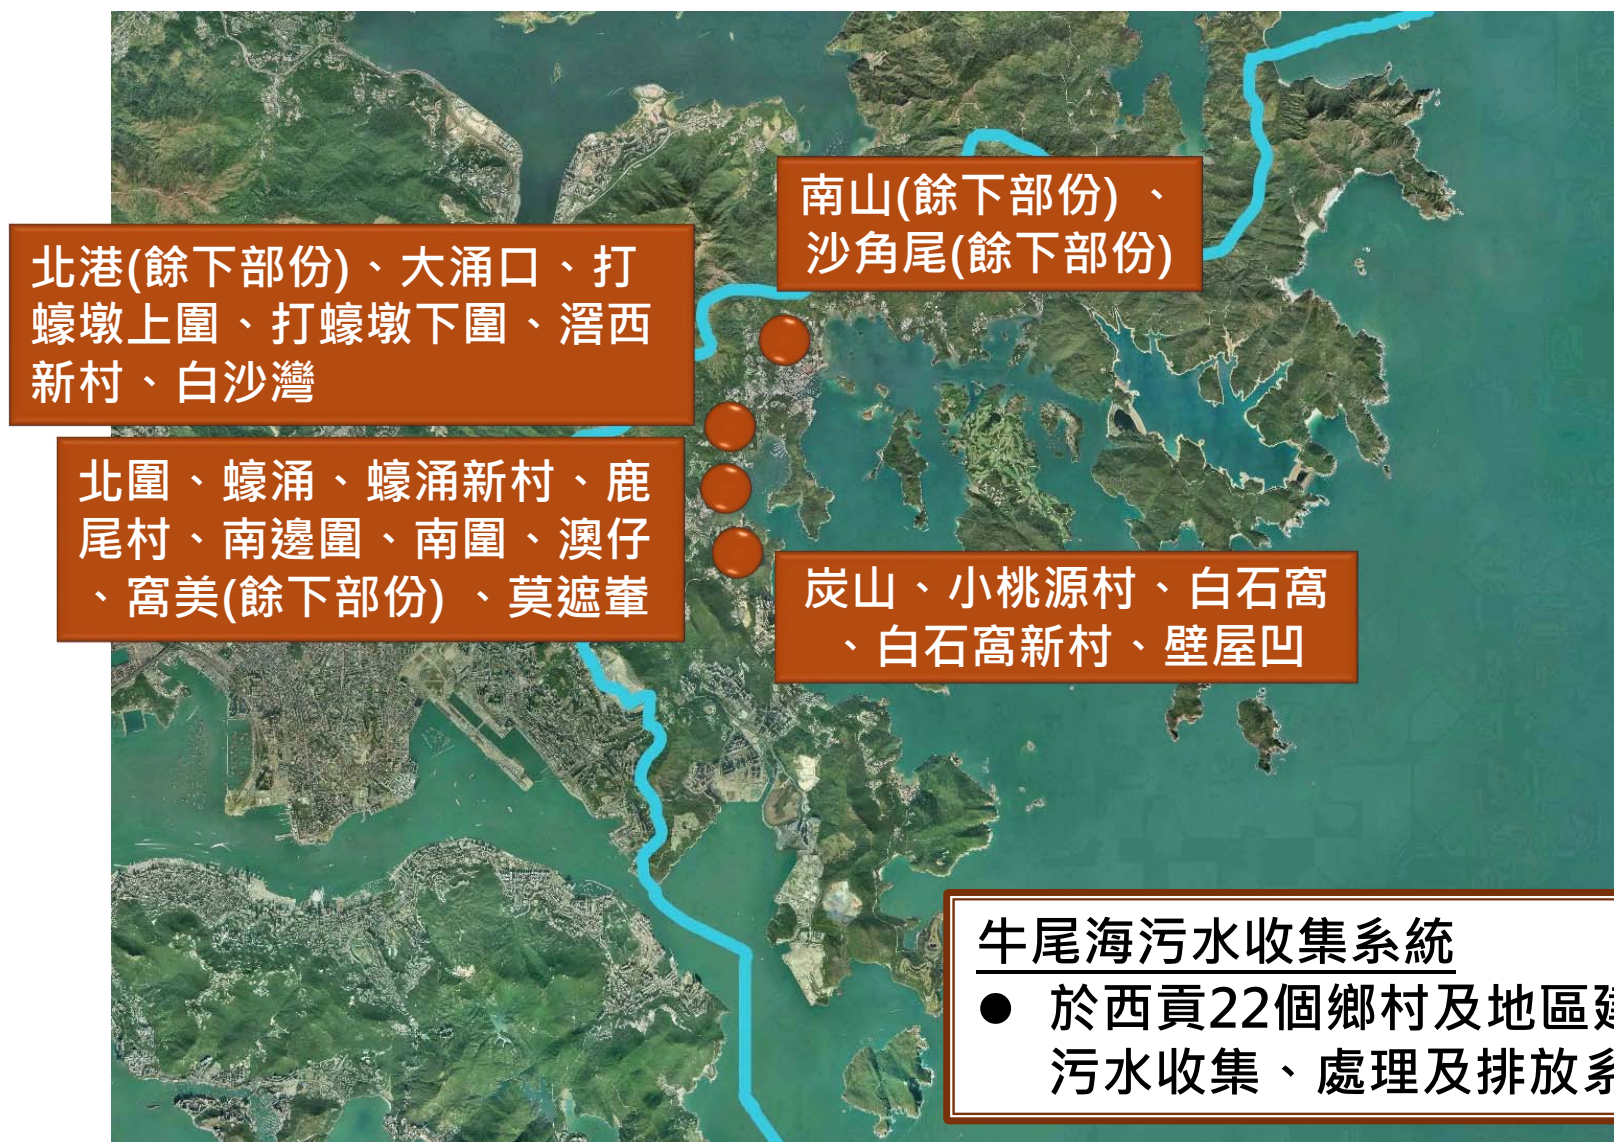 南山(餘下部份) 、
沙角尾(餘下部份)
北港(餘下部份)、大涌口、打
蠔墩上圍、打蠔墩下圍、滘西
新村、白沙灣
北圍、蠔涌、蠔涌新村、鹿
尾村、南邊圍、南圍、澳仔
、窩美(餘下部份) 、莫遮輋
炭山、小桃源村、白石窩
、白石窩新村、壁屋凹
牛尾海污水收集系統
● 於西貢22個鄉村及地區建
污水收集、處理及排放系